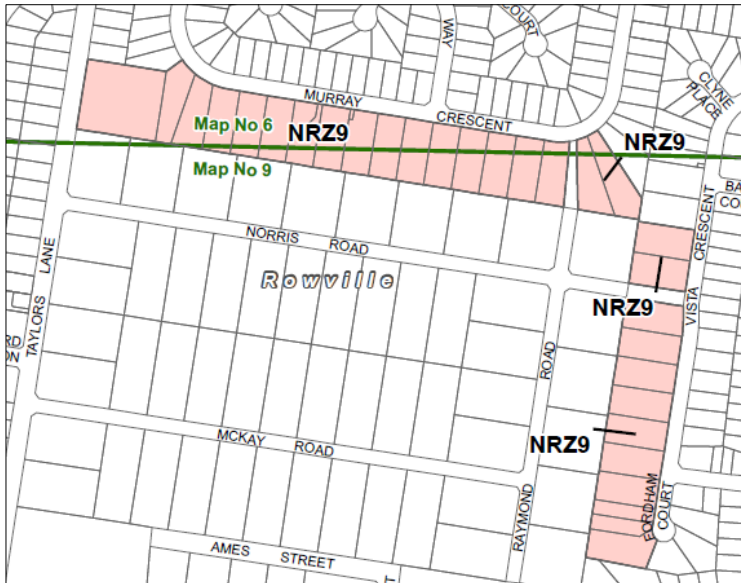 COURT
WAY
CLYNE
PLACE
MURRAY
CRESCENT
Map No 6
NRZ9
NRZ9
Map No 9
BA
CO
CRESCENT
VISTA
NORRIS ROAD
Rowville
NRZ9
LANE
TAYLORS
RD
ON
ROAD
RAYMOND
NRZ9
MCKAY ROAD
FORDHAM
COURT
AMES STREET